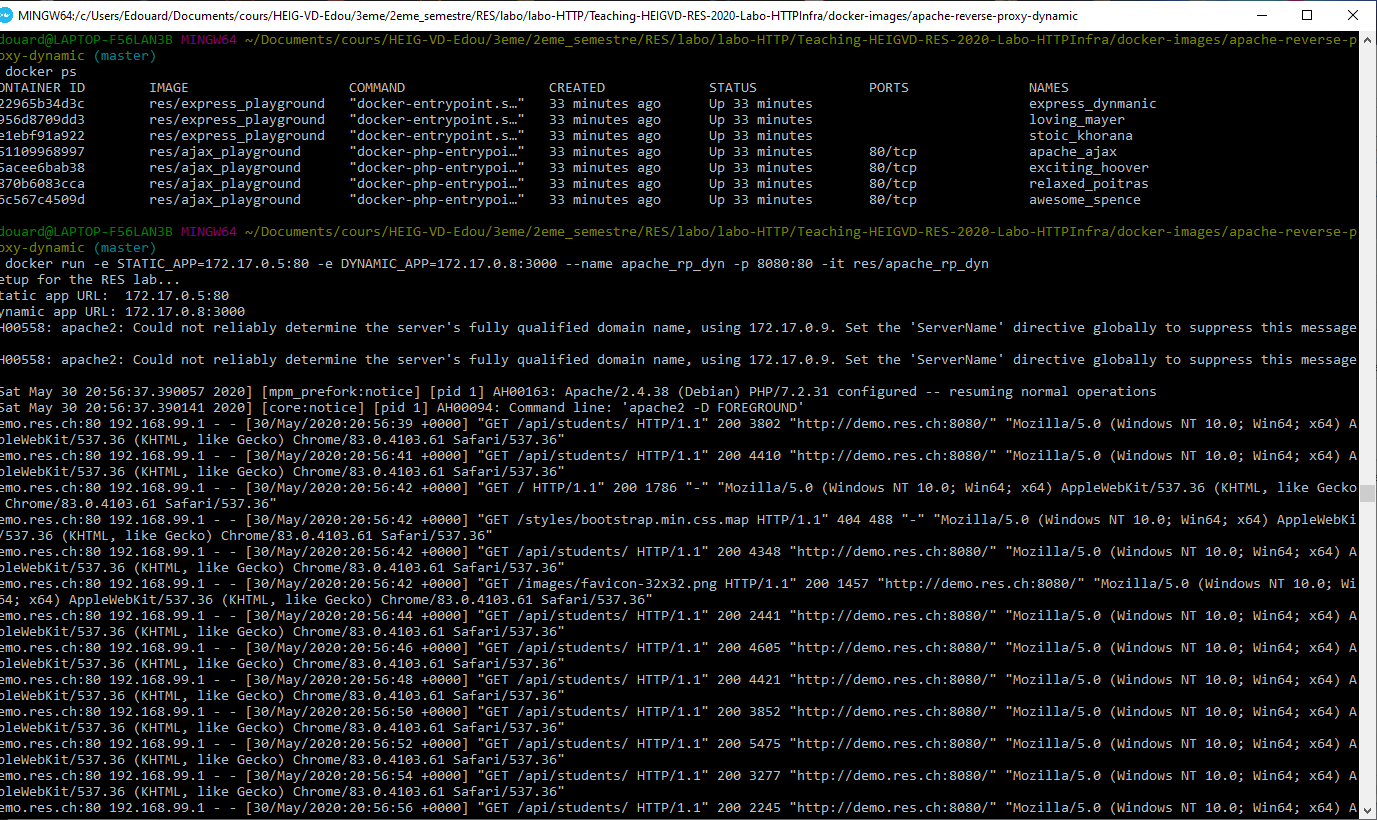 MINGW64:/c/Users/Edouard/Documents/cours/HEIG-VD-Edou/3eme/2eme_semestre/RES/labo/labo-HTTP/Teaching-HEIGVD-RES-2020-Labo-HTTPInfra/docker-images/apache-reverse-proxy-dynamic
douard@LAPTOP-F56LAN3B MINGW64 ~/Documents/cours/HEIG-VD-Edou/3eme/2eme_semestre/RES/labo/labo-HTTP/Teaching-HEIGVD-RES-2020-Labo-HTTPInfra/docker-images/apache-reverse-p
oxy-dynamic (master)
docker ps
ONTAINER ID IMAGE COMMAND CREATED STATUS PORTS NAMES
22965b34d3c res/express_playground "docker-entrypoint.s…" 33 minutes ago Up 33 minutes express_dynmanic
956d8709dd3 res/express_playground "docker-entrypoint.s…" 33 minutes ago Up 33 minutes loving_mayer
e1ebf91a922 res/express_playground "docker-entrypoint.s…" 33 minutes ago Up 33 minutes stoic_khorana
51109968997 res/ajax_playground "docker-php-entrypoi…" 33 minutes ago Up 33 minutes 80/tcp apache_ajax
5acee6bab38 res/ajax_playground "docker-php-entrypoi…" 33 minutes ago Up 33 minutes 80/tcp exciting_hoover
870b6083cca res/ajax_playground "docker-php-entrypoi…" 33 minutes ago Up 33 minutes 80/tcp relaxed_poitras
6c567c4509d res/ajax_playground "docker-php-entrypoi…" 33 minutes ago Up 33 minutes 80/tcp awesome_spence
douard@LAPTOP-F56LAN3B MINGW64 ~/Documents/cours/HEIG-VD-Edou/3eme/2eme_semestre/RES/labo/labo-HTTP/Teaching-HEIGVD-RES-2020-Labo-HTTPInfra/docker-images/apache-reverse-p
oxy-dynamic (master)
docker run -e STATIC_APP=172.17.0.5:80 -e DYNAMIC_APP=172.17.0.8:3000 --name apache_rp_dyn -p 8080:80 -it res/apache_rp_dyn
etup for the RES lab...
tatic app URL: 172.17.0.5:80
ynamic app URL: 172.17.0.8:3000
H00558: apache2: Could not reliably determine the server's fully qualified domain name, using 172.17.0.9. Set the 'ServerName' directive globally to suppress this message
H00558: apache2: Could not reliably determine the server's fully qualified domain name, using 172.17.0.9. Set the 'ServerName' directive globally to suppress this message
Sat May 30 20:56:37.390057 2020] [mpm_prefork:notice] [pid 1] AH00163: Apache/2.4.38 (Debian) PHP/7.2.31 configured -- resuming normal operations
Sat May 30 20:56:37.390141 2020] [core:notice] [pid 1] AH00094: Command line: 'apache2 -D FOREGROUND'
emo.res.ch:80 192.168.99.1 - - [30/May/2020:20:56:39 +0000] "GET /api/students/ HTTP/1.1" 200 3802 "http://demo.res.ch:8080/" "Mozilla/5.0 (Windows NT 10.0; Win64; x64) A
pleWebKit/537.36 (KHTML, like Gecko) Chrome/83.0.4103.61 Safari/537.36"
emo.res.ch:80 192.168.99.1 - - [30/May/2020:20:56:41 +0000] "GET /api/students/ HTTP/1.1" 200 4410 "http://demo.res.ch:8080/" "Mozilla/5.0 (Windows NT 10.0; Win64; x64) A
pleWebKit/537.36 (KHTML, like Gecko) Chrome/83.0.4103.61 Safari/537.36"
emo.res.ch:80 192.168.99.1 - - [30/May/2020:20:56:42 +0000] "GET / HTTP/1.1" 200 1786 "-" "Mozilla/5.0 (Windows NT 10.0; Win64; x64) AppleWebKit/537.36 (KHTML, like Gecko
Chrome/83.0.4103.61 Safari/537.36"
emo.res.ch:80 192.168.99.1 - - [30/May/2020:20:56:42 +0000] "GET /styles/bootstrap.min.css.map HTTP/1.1" 404 488 "-" "Mozilla/5.0 (Windows NT 10.0; Win64; x64) AppleWebKi
/537.36 (KHTML, like Gecko) Chrome/83.0.4103.61 Safari/537.36"
emo.res.ch:80 192.168.99.1 - - [30/May/2020:20:56:42 +0000] "GET /api/students/ HTTP/1.1" 200 4348 "http://demo.res.ch:8080/" "Mozilla/5.0 (Windows NT 10.0; Win64; x64) A
pleWebKit/537.36 (KHTML, like Gecko) Chrome/83.0.4103.61 Safari/537.36"
emo.res.ch:80 192.168.99.1 - - [30/May/2020:20:56:42 +0000] "GET /images/favicon-32x32.png HTTP/1.1" 200 1457 "http://demo.res.ch:8080/" "Mozilla/5.0 (Windows NT 10.0; Wi
64; x64) AppleWebKit/537.36 (KHTML, like Gecko) Chrome/83.0.4103.61 Safari/537.36"
emo.res.ch:80 192.168.99.1 - - [30/May/2020:20:56:44 +0000] "GET /api/students/ HTTP/1.1" 200 2441 "http://demo.res.ch:8080/" "Mozilla/5.0 (Windows NT 10.0; Win64; x64) A
pleWebKit/537.36 (KHTML, like Gecko) Chrome/83.0.4103.61 Safari/537.36"
emo.res.ch:80 192.168.99.1 - - [30/May/2020:20:56:46 +0000] "GET /api/students/ HTTP/1.1" 200 4605 "http://demo.res.ch:8080/" "Mozilla/5.0 (Windows NT 10.0; Win64; x64) A
pleWebKit/537.36 (KHTML, like Gecko) Chrome/83.0.4103.61 Safari/537.36"
emo.res.ch:80 192.168.99.1 - - [30/May/2020:20:56:48 +0000] "GET /api/students/ HTTP/1.1" 200 4421 "http://demo.res.ch:8080/" "Mozilla/5.0 (Windows NT 10.0; Win64; x64) A
pleWebKit/537.36 (KHTML, like Gecko) Chrome/83.0.4103.61 Safari/537.36"
emo.res.ch:80 192.168.99.1 - - [30/May/2020:20:56:50 +0000] "GET /api/students/ HTTP/1.1" 200 3852 "http://demo.res.ch:8080/" "Mozilla/5.0 (Windows NT 10.0; Win64; x64) A
pleWebKit/537.36 (KHTML, like Gecko) Chrome/83.0.4103.61 Safari/537.36"
emo.res.ch:80 192.168.99.1 - - [30/May/2020:20:56:52 +0000] "GET /api/students/ HTTP/1.1" 200 5475 "http://demo.res.ch:8080/" "Mozilla/5.0 (Windows NT 10.0; Win64; x64) A
pleWebKit/537.36 (KHTML, like Gecko) Chrome/83.0.4103.61 Safari/537.36"
emo.res.ch:80 192.168.99.1 - - [30/May/2020:20:56:54 +0000] "GET /api/students/ HTTP/1.1" 200 3277 "http://demo.res.ch:8080/" "Mozilla/5.0 (Windows NT 10.0; Win64; x64) A
pleWebKit/537.36 (KHTML, like Gecko) Chrome/83.0.4103.61 Safari/537.36"
emo.res.ch:80 192.168.99.1 - - [30/May/2020:20:56:56 +0000] "GET /api/students/ HTTP/1.1" 200 2245 "http://demo.res.ch:8080/" "Mozilla/5.0 (Windows NT 10.0; Win64; x64) A